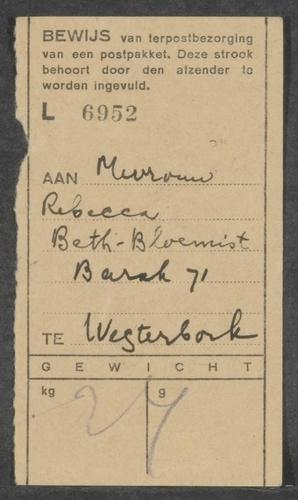 BEWIJS van terpostbezorging
van een postpakket. Deze strook
behoort door den afzender te
worden ingevuld.
L 6952
AAN Mevrouw
Rebecca
Beth-Bloemist
Barak 71
TE Westerbork
GEWICHT
kg g
24